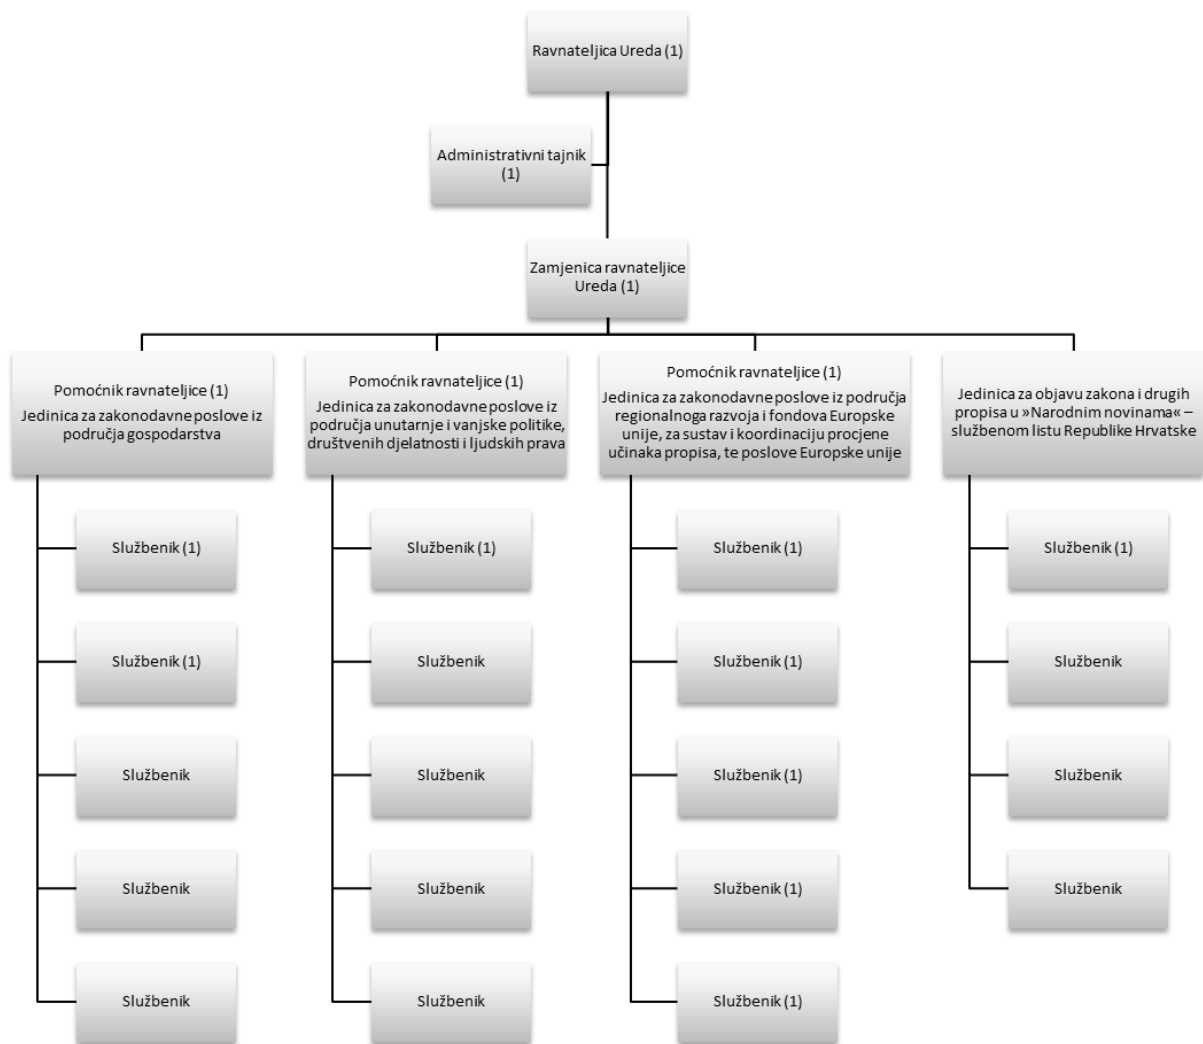 Ravnateljica Ureda (1)
Administrativni tajnik
(1)
Zamjenica ravnateljice
Ureda (1)
Pomoćnik ravnateljice (1)
Jedinica za zakonodavne poslove iz
područja gospodarstva
Službenik (1)
Službenik (1)
Službenik
Službenik
Službenik
Pomoćnik ravnateljice (1)
Jedinica za zakonodavne poslove iz
područja unutarnje i vanjske politike,
društvenih djelatnosti i ljudskih prava
Službenik (1)
Službenik
Službenik
Službenik
Službenik
Pomoćnik ravnateljice (1)
Jedinica za zakonodavne poslove iz područja
regionalnoga razvoja i fondova Europske
unije, za sustav i koordinaciju procjene
učinaka propisa, te poslove Europske unije
Službenik (1)
Službenik (1)
Službenik (1)
Službenik (1)
Službenik (1)
Jedinica za objavu zakona i drugih
propisa u »Narodnim novinama« –
službenom listu Republike Hrvatske
Službenik (1)
Službenik
Službenik
Službenik